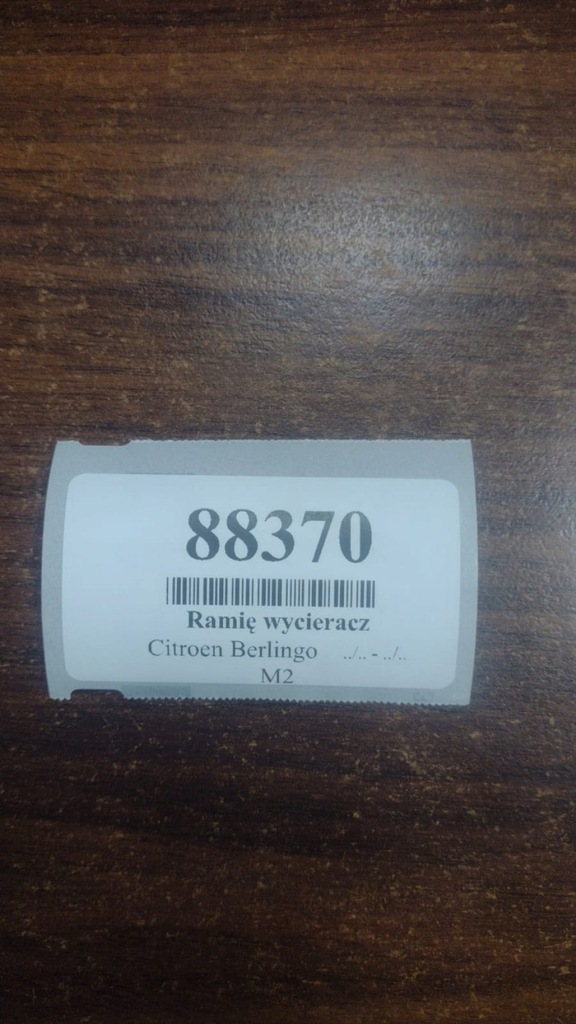 88370
Ramię wycieracz
Citroen Berlingo ../.. - ../..
M2